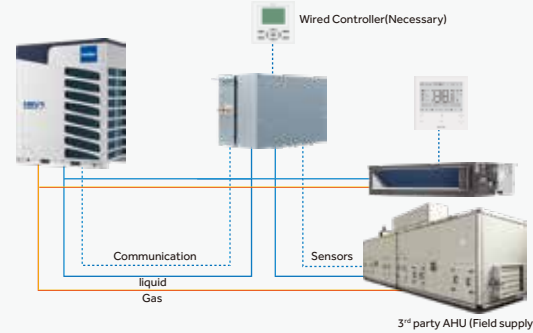 Wired Controller(Necessary)
Communication
Sensors
liquid
Gas
3rd party AHU (Field supply